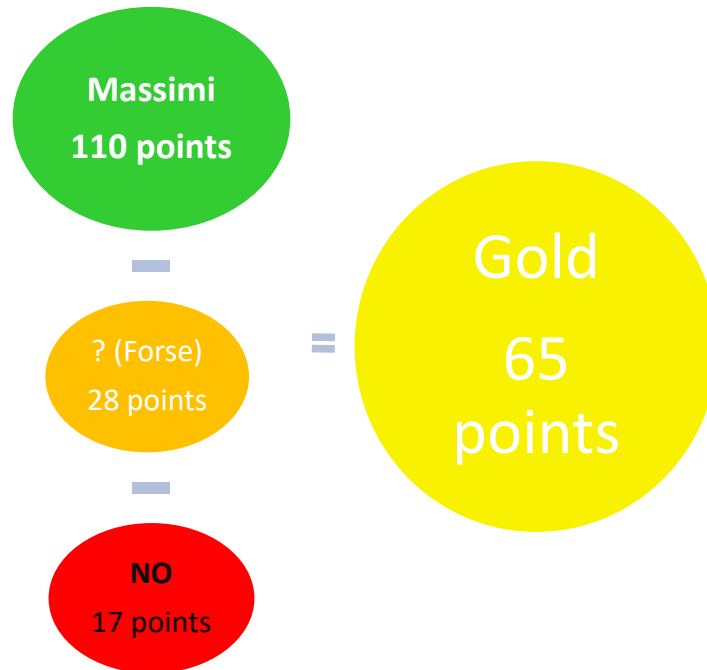 Massimi
110 points
? (Forse)
28 points
NO
17 points
=
Gold
65
points